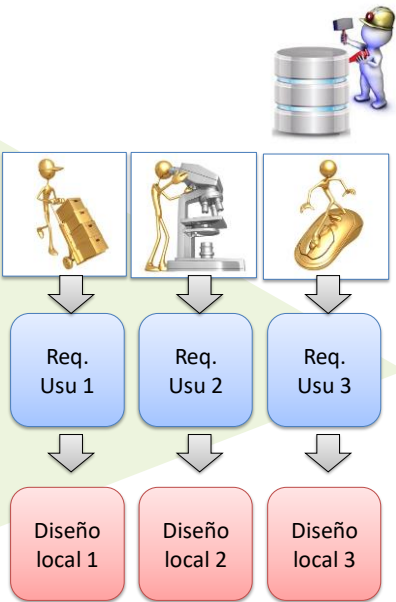 Req.
Usu 1
Req.
Usu 2
Req.
Usu 3
Diseño
local 1
Diseño
local 2
Diseño
local 3